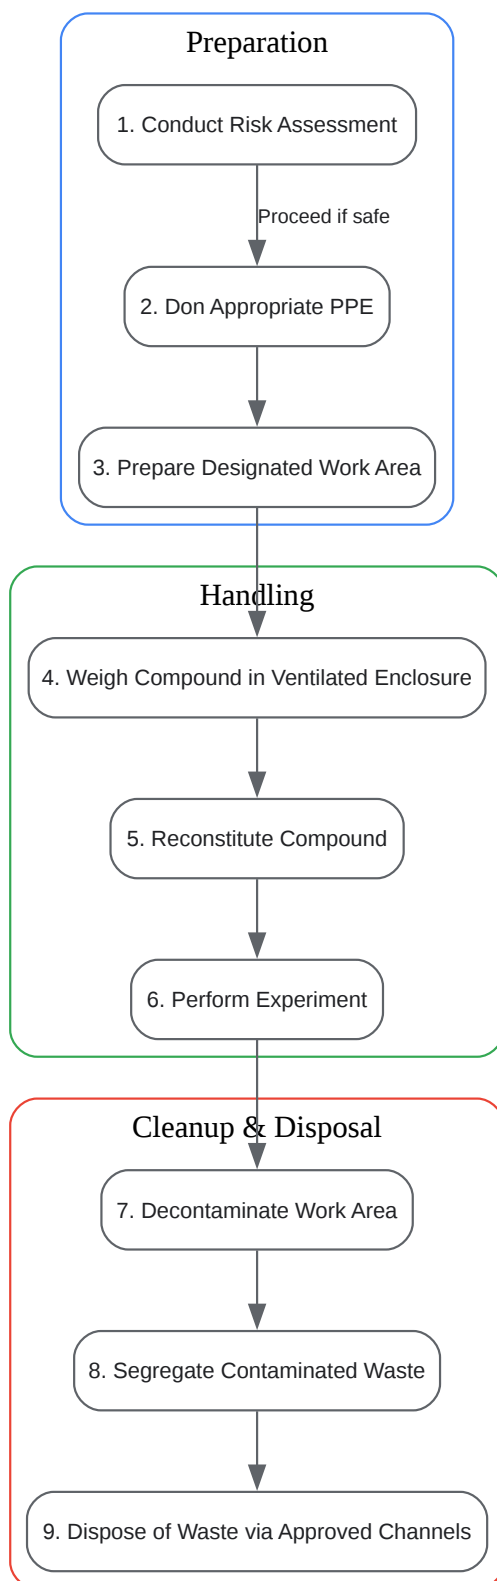 Preparation
1. Conduct Risk Assessment
Proceed if safe
2. Don Appropriate PPE
3. Prepare Designated Work Area
Handling
4. Weigh Compound in Ventilated Enclosure
5. Reconstitute Compound
6. Perform Experiment
Cleanup & Disposal
7. Decontaminate Work Area
8. Segregate Contaminated Waste
9. Dispose of Waste via Approved Channels